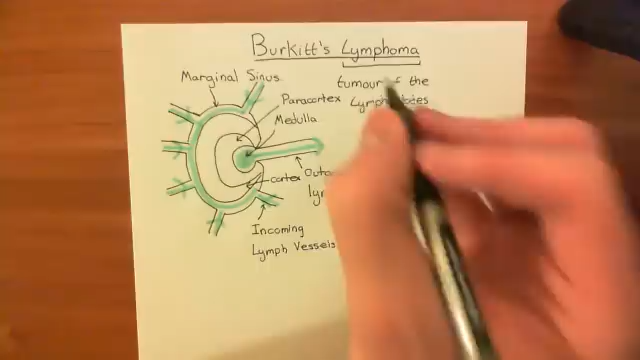 Burkitt's Lymphoma
Marginal Sinus
tumour of the
Paracortex
Medulla
cortex
Incoming
Lymph Vessels